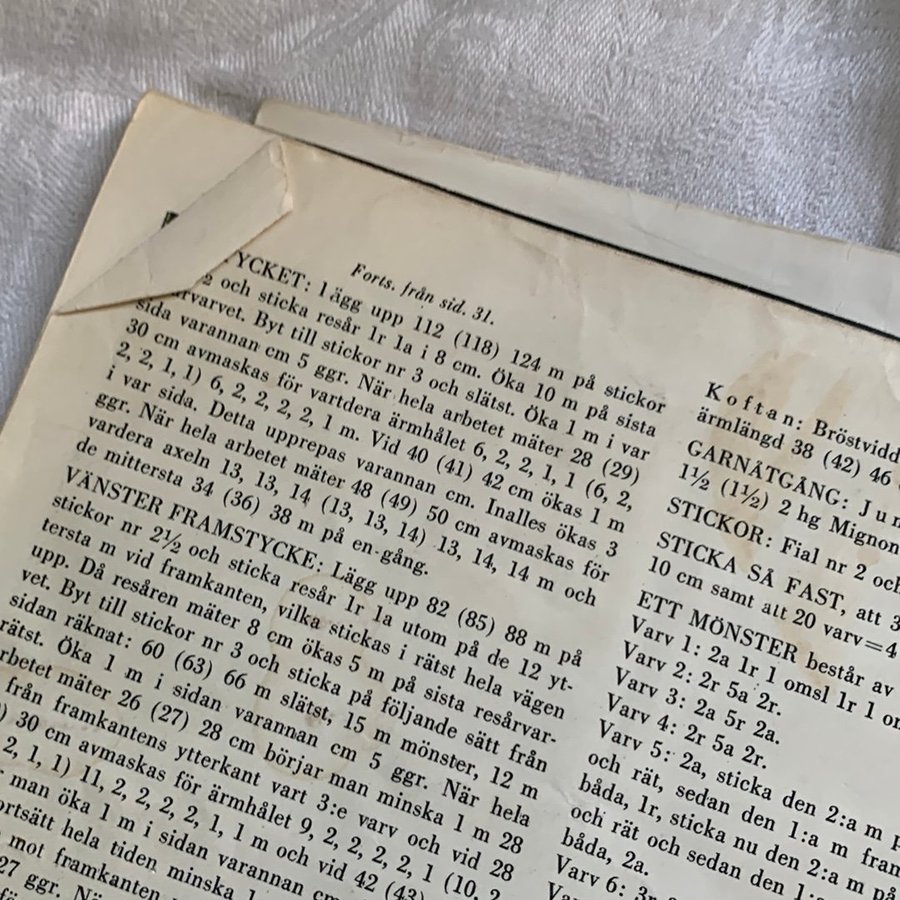 Forts. från sid. 31.
YCKET: Lägg upp 112 (118) 124 m på stickor
2 och sticka resår 1r 1a i 8 cm. Öka 10 m på sista
varvet. Byt till stickor nr 3 och slätst. Öka 1 m i var
sida varannan cm 5 ggr. När hela arbetet mäter 28 (29)
30 cm avmaskas för vartdera ärmhålet 6, 2, 2, 1, 1 (6, 2,
2, 2, 1, 1) 6, 2, 2, 2, 2, 1 m. Vid 40 (41) 42 cm ökas 1 m
i var sida. Detta upprepas varannan cm. Inalles ökas 3
ggr. När hela arbetet mäter 48 (49) 50 cm avmaskas för
vardera axeln 13, 13, 14 (13, 13, 14) 13, 14, 14 m och
de mittersta 34 (36) 38 m på en gång.
VÄNSTER FRAMSTYCKE: Lägg upp 82 (85) 88 m på
stickor nr 2½ och sticka resår 1r 1a utom på de 12 yt-
tersta m vid framkanten, vilka stickas i rätst hela vägen
upp. Då resåren mäter 8 cm ökas 5 m på sista resårvar-
vet. Byt till stickor nr 3 och sticka på följande sätt från
sidan räknat: 60 (63) 66 m slätst, 15 m mönster, 12 m
rätst. Öka 1 m i sidan varannan cm 5 ggr. När hela
rbetet mäter 26 (27) 28 cm börjar man minska 1 m 28
från framkantens ytterkant vart 3:e varv och vid 28
) 30 cm avmaskas för ärmhålet 9, 2, 2, 2, 2, 1 (10, 2,
2, 1, 1) 11, 2, 2, 2, 2, 1, 1 m och vid 42 (43)
man öka 1 m i sidan varannan cm
ortsätt hela tiden minska 1
mot framkanten
27 ggr. När
Koftan: Bröstvidd
ärmlängd 38 (42) 46
GARNÅTGÅNG: Jun
1½ (1½) 2 hg Mignon
STICKOR: Fial nr 2 och
STICKA SÅ FAST, att 3
10 cm samt att 20 varv=4
ETT MÖNSTER består av
Varv 1: 2a 1r 1 omsl 1r 1 om
Varv 2: 2r 5a 2r.
Varv 3: 2a 5r 2a.
Varv 4: 2r 5a 2r.
Varv 5: 2a, sticka den 2:a m
och rät, sedan den 1:a m fram
båda, 1r, sticka nu den 2:a m på
och rät och sedan den 1:a
båda, 2a.
Varv 6: 3r